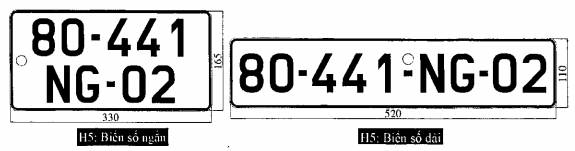 80-441
NG-02
165
330
H5: Biển số ngắn
80-441-NG-02
110
520
H5: Biển số dài